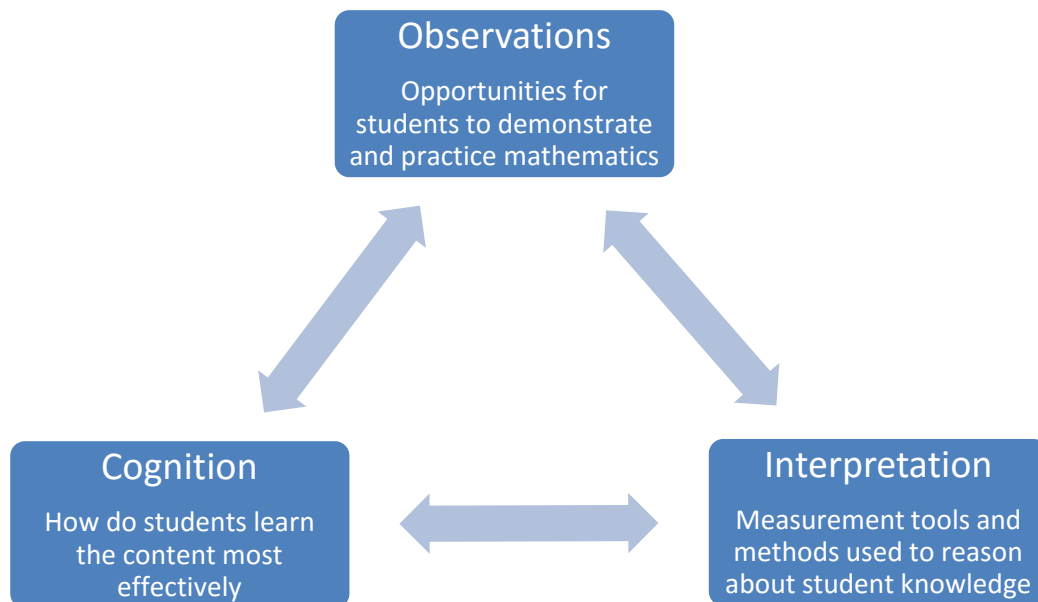 Observations
Opportunities for
students to demonstrate
and practice mathematics
Cognition
How do students learn
the content most
effectively
Interpretation
Measurement tools and
methods used to reason
about student knowledge